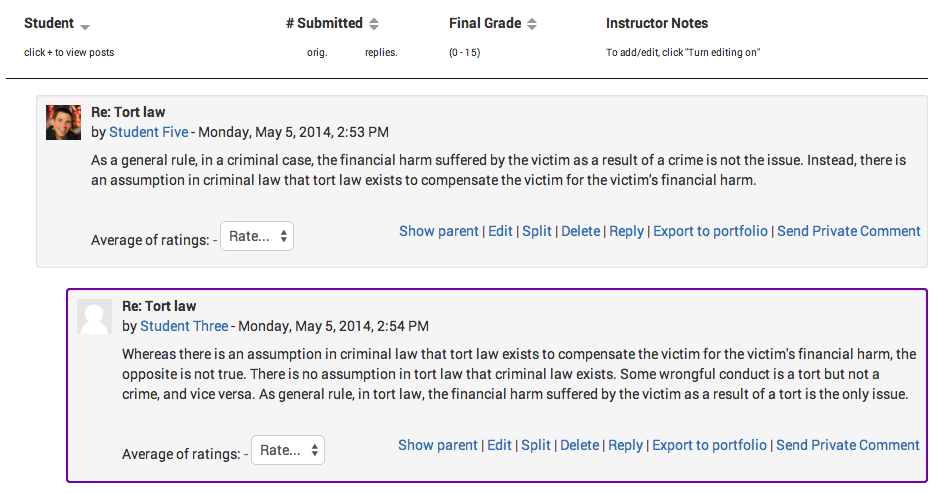 Student # Submitted Final Grade Instructor Notes
click + to view posts orig. replies. (0 - 15) To add/edit, click "Turn editing on"
Re: Tort law
by Student Five - Monday, May 5, 2014, 2:53 PM
As a general rule, in a criminal case, the financial harm suffered by the victim as a result of a crime is not the issue. Instead, there is
an assumption in criminal law that tort law exists to compensate the victim for the victim's financial harm.
Average of ratings: - Rate... Show parent | Edit | Split | Delete | Reply | Export to portfolio | Send Private Comment
Re: Tort law
by Student Three - Monday, May 5, 2014, 2:54 PM
Whereas there is an assumption in criminal law that tort law exists to compensate the victim for the victim's financial harm, the
opposite is not true. There is no assumption in tort law that criminal law exists. Some wrongful conduct is a tort but not a
crime, and vice versa. As general rule, in tort law, the financial harm suffered by the victim as a result of a tort is the only issue.
Average of ratings: - Rate... Show parent | Edit | Split | Delete | Reply | Export to portfolio | Send Private Comment